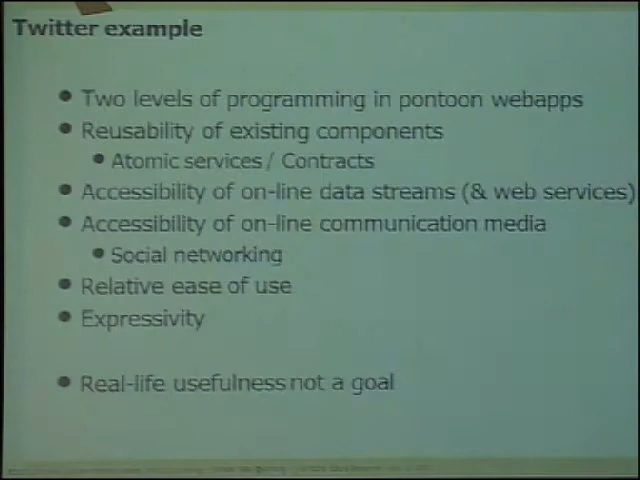 Twitter example
• Two levels of programming in pontoon webapps
• Reusability of existing components
• Atomic services / Contracts
• Accessibility of on-line data streams (& web services)
• Accessibility of on-line communication media
• Social networking
• Relative ease of use
• Expressivity
• Real-life usefulness not a goal